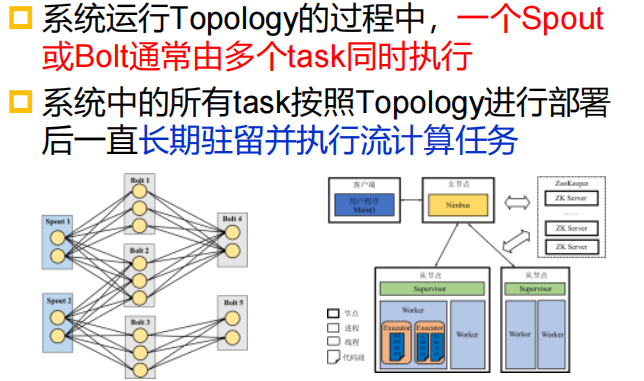 系统运行Topology的过程中，一个Spout
或Bolt通常由多个task同时执行
系统中的所有task按照Topology进行部署
后一直长期驻留并执行流计算任务
Bolt 1
Spout 1
Bolt 4
Bolt 2
Spout 2
Bolt 5
Bolt 3
客户端
用户程序
Main()
主节点
Nimbus
ZooKeeper
ZK Server
......
ZK Server
ZK Server
从节点
Supervisor
Worker
Executor
Executor
Worker
从节点
Supervisor
Worker
Worker
节点
进程
线程
代码段